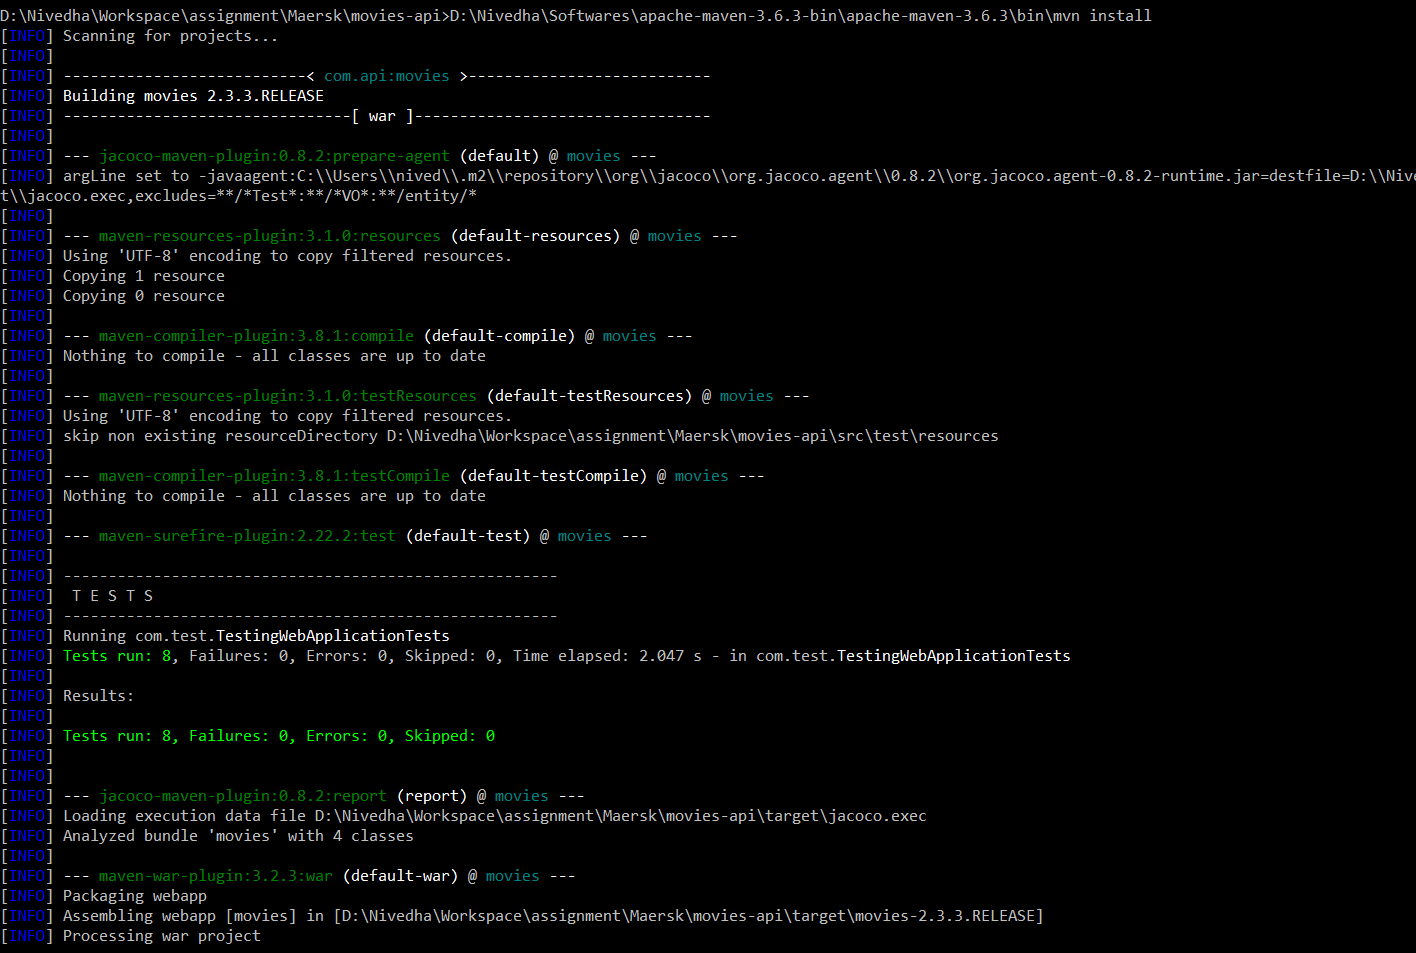 D:\Nivedha\Workspace\assignment\Maersk\movies-api>D:\Nivedha\Softwares\apache-maven-3.6.3-bin\apache-maven-3.6.3\bin\mvn install
[INFO] Scanning for projects...
[INFO]
[INFO] ---------------------------< com.api:movies >---------------------------
[INFO] Building movies 2.3.3.RELEASE
[INFO] --------------------------------[ war ]---------------------------------
[INFO]
[INFO] --- jacoco-maven-plugin:0.8.2:prepare-agent (default) @ movies ---
[INFO] argLine set to -javaagent:C:\\Users\\nived\\.m2\\repository\\org\\jacoco\\org.jacoco.agent\\0.8.2\\org.jacoco.agent-0.8.2-runtime.jar=destfile=D:\\Nive
t\\jacoco.exec,excludes=**/*Test*:**/*VO*:**/entity/*
[INFO]
[INFO] --- maven-resources-plugin:3.1.0:resources (default-resources) @ movies ---
[INFO] Using 'UTF-8' encoding to copy filtered resources.
[INFO] Copying 1 resource
[INFO] Copying 0 resource
[INFO]
[INFO] --- maven-compiler-plugin:3.8.1:compile (default-compile) @ movies ---
[INFO] Nothing to compile - all classes are up to date
[INFO]
[INFO] --- maven-resources-plugin:3.1.0:testResources (default-testResources) @ movies ---
[INFO] Using 'UTF-8' encoding to copy filtered resources.
[INFO] skip non existing resourceDirectory D:\Nivedha\Workspace\assignment\Maersk\movies-api\src\test\resources
[INFO]
[INFO] --- maven-compiler-plugin:3.8.1:testCompile (default-testCompile) @ movies ---
[INFO] Nothing to compile - all classes are up to date
[INFO]
[INFO] --- maven-surefire-plugin:2.22.2:test (default-test) @ movies ---
[INFO]
[INFO] -------------------------------------------------------
[INFO]  T E S T S
[INFO] -------------------------------------------------------
[INFO] Running com.test.TestingWebApplicationTests
[INFO] Tests run: 8, Failures: 0, Errors: 0, Skipped: 0, Time elapsed: 2.047 s - in com.test.TestingWebApplicationTests
[INFO]
[INFO] Results:
[INFO]
[INFO] Tests run: 8, Failures: 0, Errors: 0, Skipped: 0
[INFO]
[INFO]
[INFO] --- jacoco-maven-plugin:0.8.2:report (report) @ movies ---
[INFO] Loading execution data file D:\Nivedha\Workspace\assignment\Maersk\movies-api\target\jacoco.exec
[INFO] Analyzed bundle 'movies' with 4 classes
[INFO]
[INFO] --- maven-war-plugin:3.2.3:war (default-war) @ movies ---
[INFO] Packaging webapp
[INFO] Assembling webapp [movies] in [D:\Nivedha\Workspace\assignment\Maersk\movies-api\target\movies-2.3.3.RELEASE]
[INFO] Processing war project